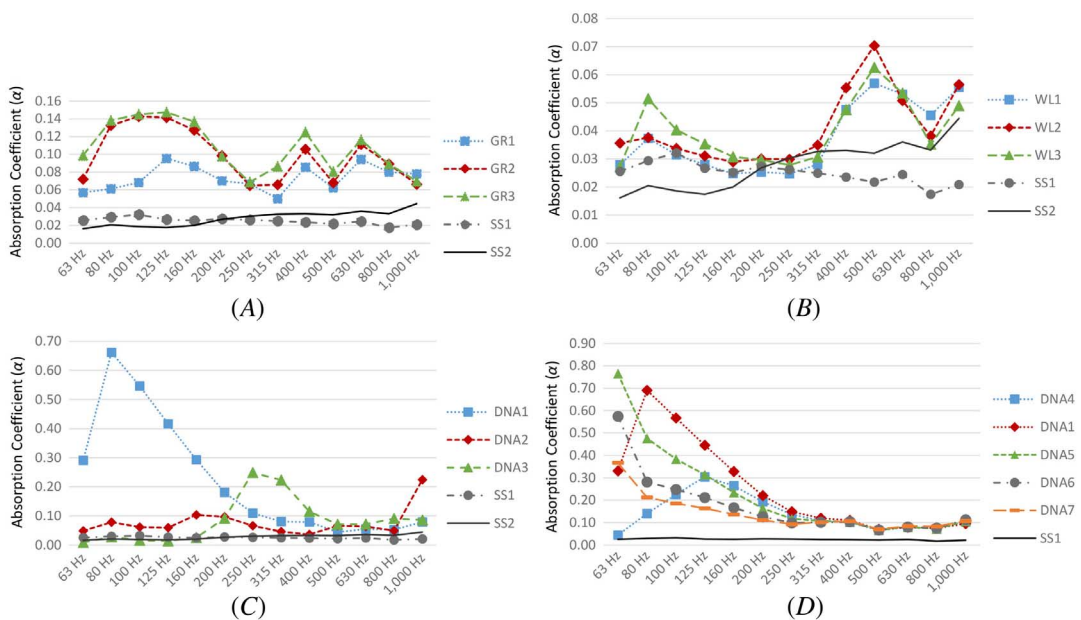 Absorption Coefficient (α)
0.16
0.14
0.12
0.10
0.08
0.06
0.04
0.02
0.00
63 Hz
80 Hz
100 Hz
125 Hz
160 Hz
200 Hz
250 Hz
315 Hz
400 Hz
500 Hz
630 Hz
800 Hz
1,000 Hz
GR1
GR2
GR3
SS1
SS2
(A)
Absorption Coefficient (α)
0.08
0.07
0.06
0.05
0.04
0.03
0.02
0.01
0.00
63 Hz
80 Hz
100 Hz
125 Hz
160 Hz
200 Hz
250 Hz
315 Hz
400 Hz
500 Hz
630 Hz
800 Hz
1,000 Hz
WL1
WL2
WL3
SS1
SS2
(B)
Absorption Coefficient (α)
0.70
0.60
0.50
0.40
0.30
0.20
0.10
0.00
63 Hz
80 Hz
100 Hz
125 Hz
160 Hz
200 Hz
250 Hz
315 Hz
400 Hz
500 Hz
630 Hz
800 Hz
1,000 Hz
DNA1
DNA2
DNA3
SS1
SS2
(C)
Absorption Coefficient (α)
0.90
0.80
0.70
0.60
0.50
0.40
0.30
0.20
0.10
0.00
63 Hz
80 Hz
100 Hz
125 Hz
160 Hz
200 Hz
250 Hz
315 Hz
400 Hz
500 Hz
630 Hz
800 Hz
1,000 Hz
DNA4
DNA1
DNA5
DNA6
DNA7
SS1
(D)